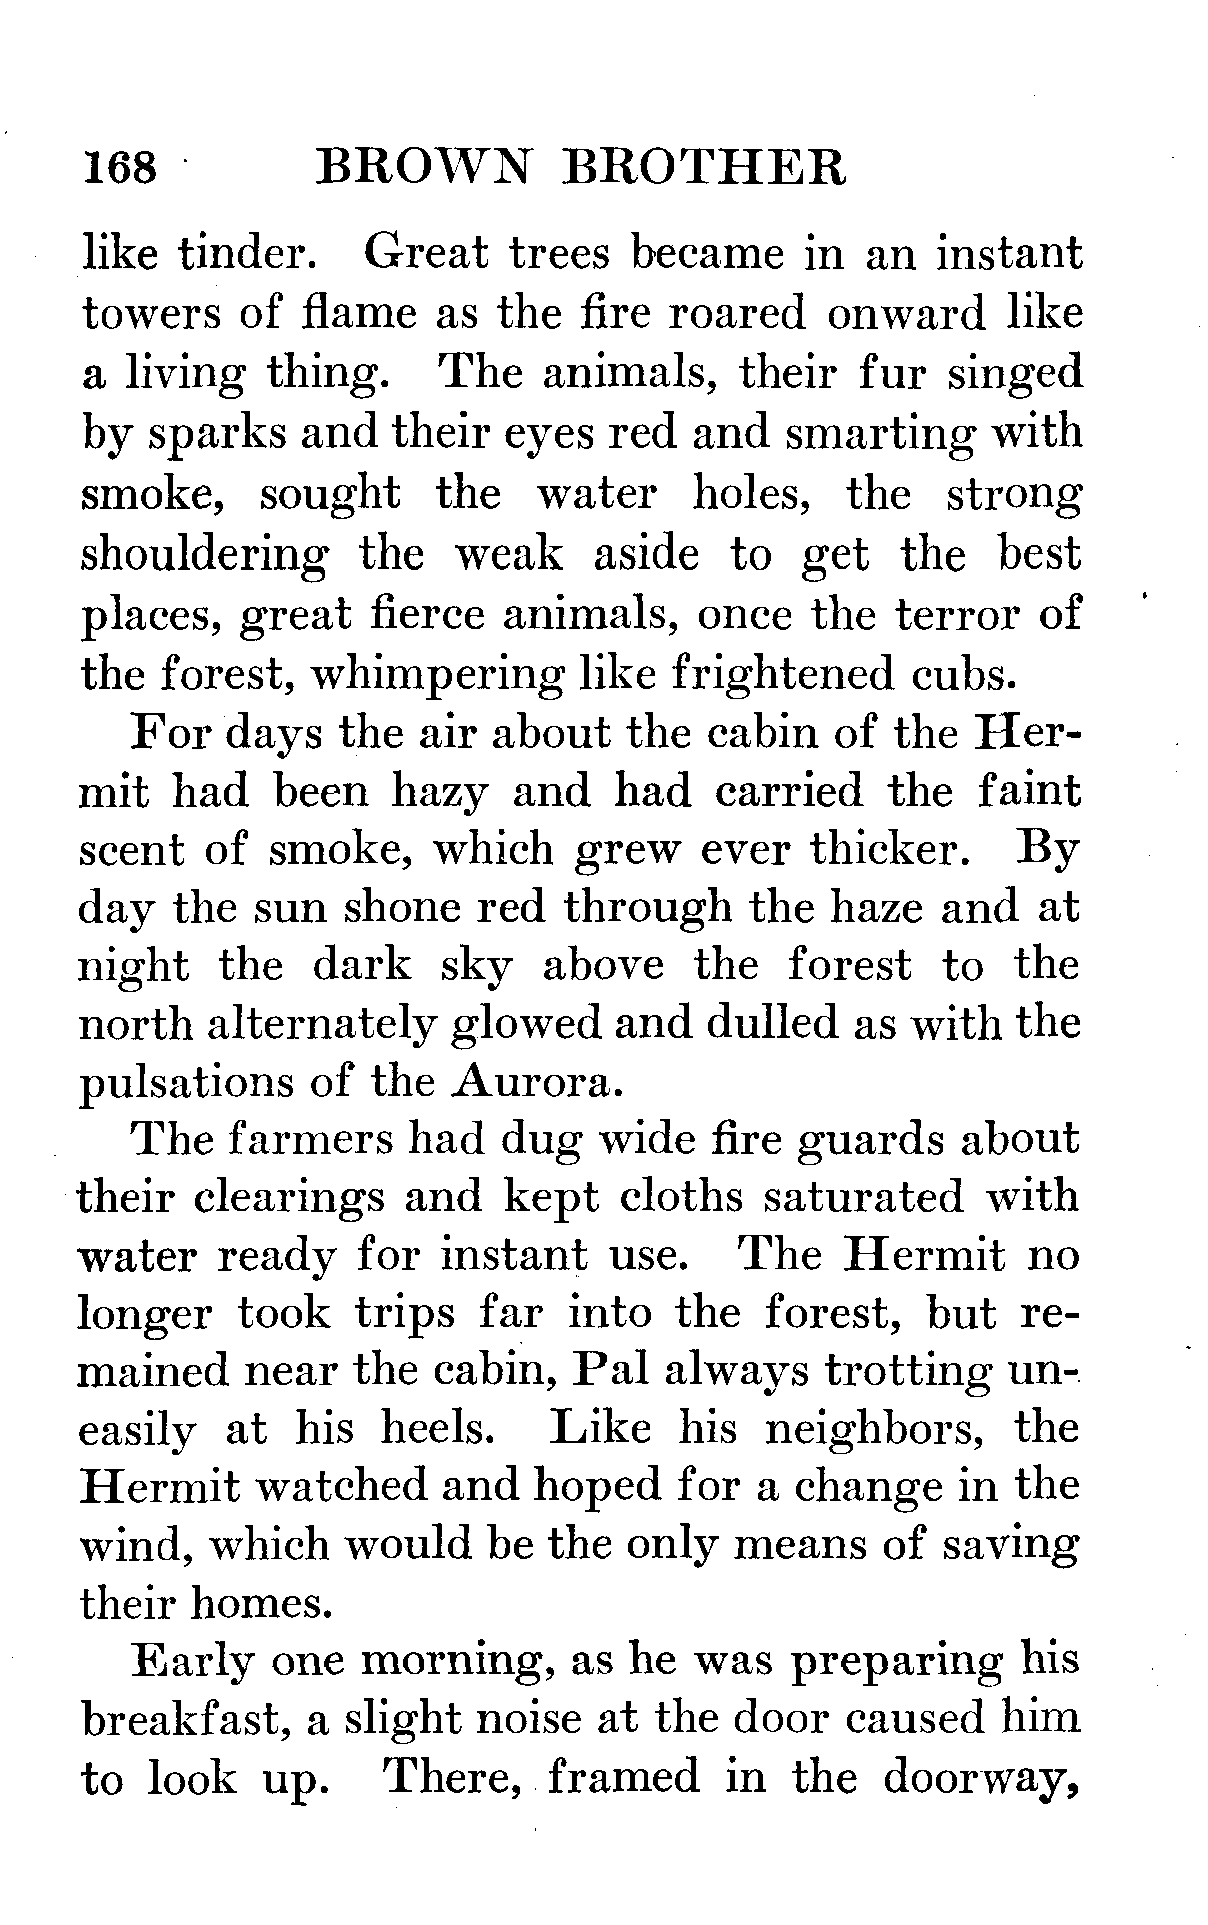 168 BROWN BROTHER
like tinder. Great trees became in an instant
towers of flame as the fire roared onward like
a living thing. The animals, their fur singed
by sparks and their eyes red and smarting with
smoke, sought the water holes, the strong
shouldering the weak aside to get the best
places, great fierce animals, once the terror of
the forest, whimpering like frightened cubs.
For days the air about the cabin of the Her-
mit had been hazy and had carried the faint
scent of smoke, which grew ever thicker. By
day the sun shone red through the haze and at
night the dark sky above the forest to the
north alternately glowed and dulled as with the
pulsations of the Aurora.
The farmers had dug wide fire guards about
their clearings and kept cloths saturated with
water ready for instant use. The Hermit no
longer took trips far into the forest, but re-
mained near the cabin, Pal always trotting un-
easily at his heels. Like his neighbors, the
Hermit watched and hoped for a change in the
wind, which would be the only means of saving
their homes.
Early one morning, as he was preparing his
breakfast, a slight noise at the door caused him
to look up. There, framed in the doorway,